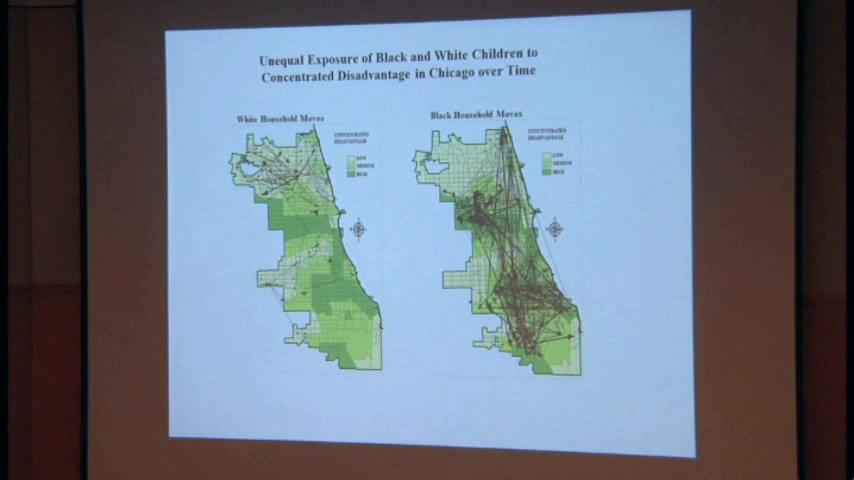 Unequal Exposure of Black and White Children to
Concentrated Disadvantage in Chicago over Time
White Household Moves
Black Household Moves
CONCENTRATED
DISADVANTAGE
LOW
MEDIUM
HIGH
CONCENTRATED
DISADVANTAGE
LOW
MEDIUM
HIGH